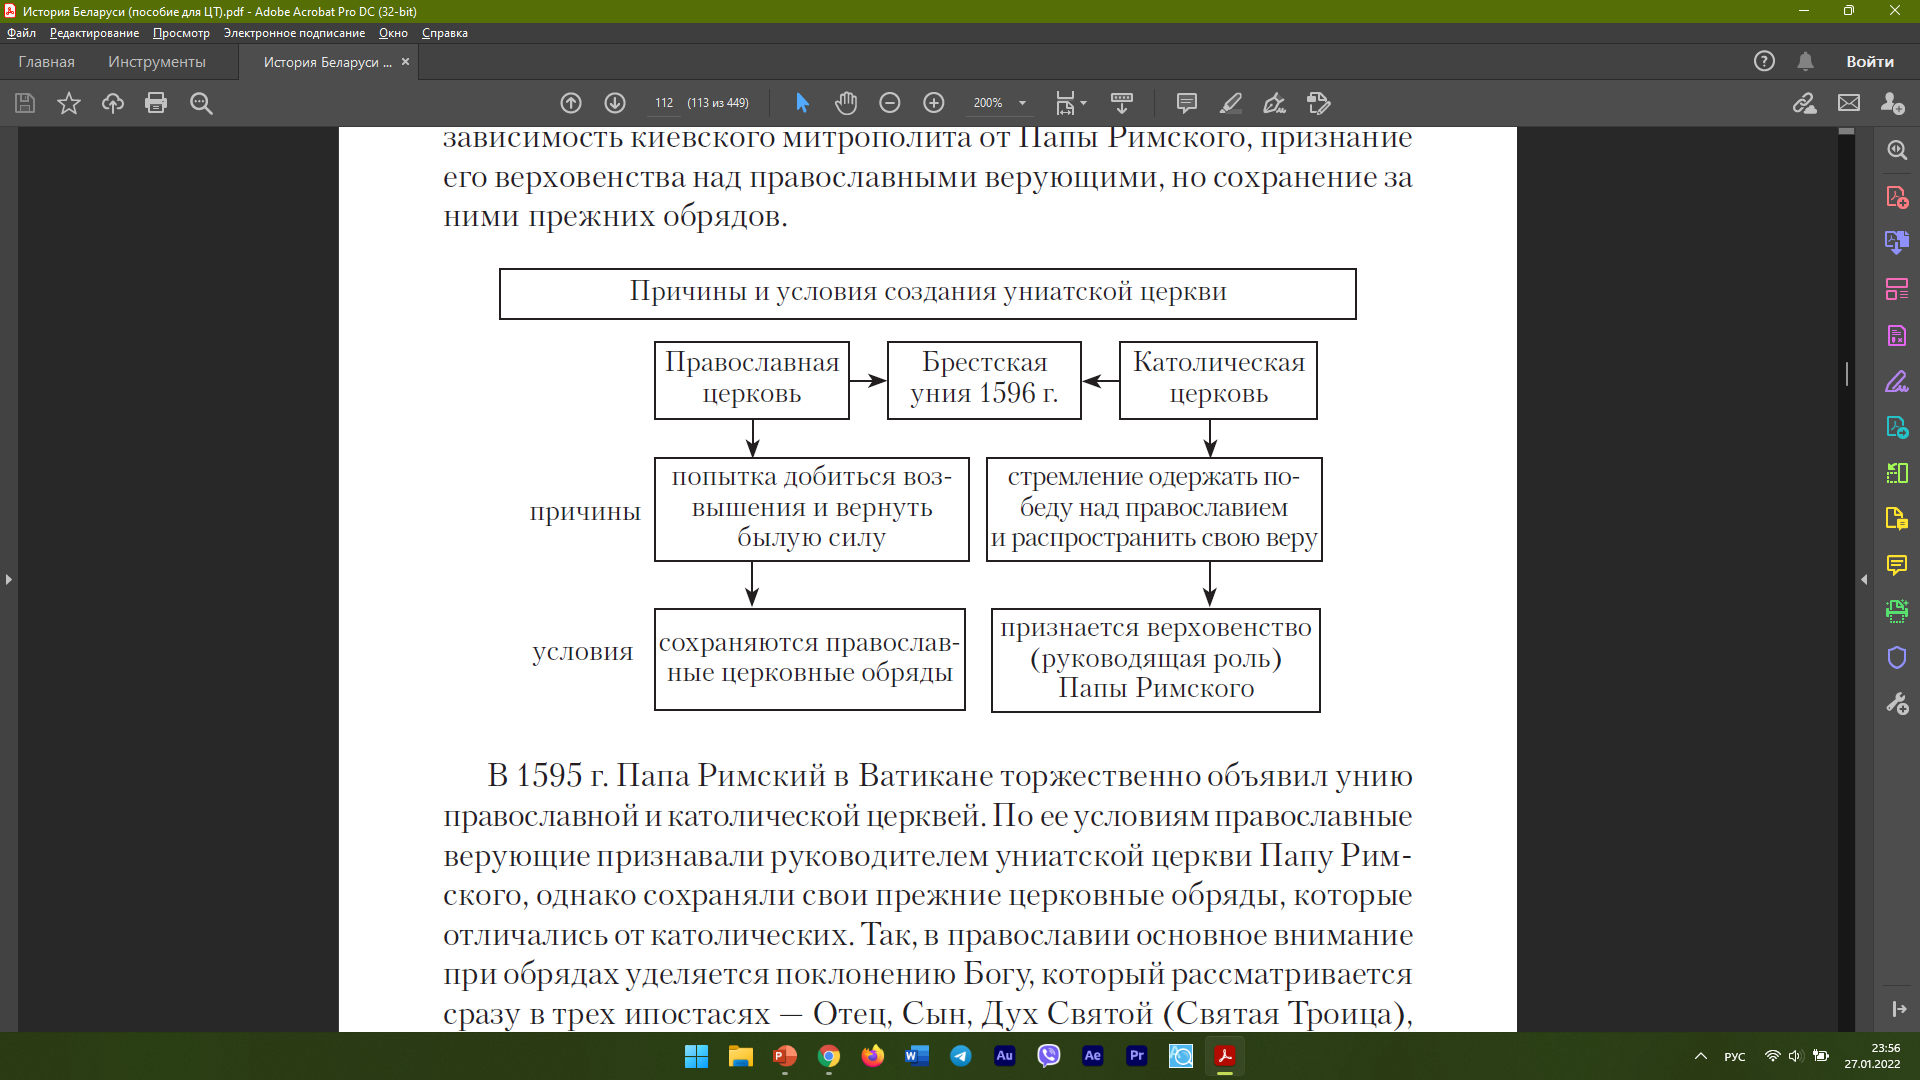 История Беларуси (пособие для ЦТ).pdf - Adobe Acrobat Pro DC (32-bit)
Файл Редактирование Просмотр Электронное подписание Окно Справка
Главная Инструменты История Беларуси ... × Войти
112 (113 из 449) 200%
зависимость киевского митрополита от Папы Римского, признание
его верховенства над православными верующими, но сохранение за
ними прежних обрядов.
Причины и условия создания униатской церкви
Православная
церковь
Брестская
уния 1596 г.
Католическая
церковь
причины
попытка добиться воз-
вышения и вернуть
былую силу
стремление одержать по-
беду над православием
и распространить свою веру
условия
сохраняются православ-
ные церковные обряды
признается верховенство
(руководящая роль)
Папы Римского
В 1595 г. Папа Римский в Ватикане торжественно объявил унию
православной и католической церквей. По ее условиям православные
верующие признавали руководителем униатской церкви Папу Рим-
ского, однако сохраняли свои прежние церковные обряды, которые
отличались от католических. Так, в православии основное внимание
при обрядах уделяется поклонению Богу, который рассматривается
сразу в трех ипостасях — Отец, Сын, Дух Святой (Святая Троица),
Au Ae Pr
РУС
23:56
27.01.2022